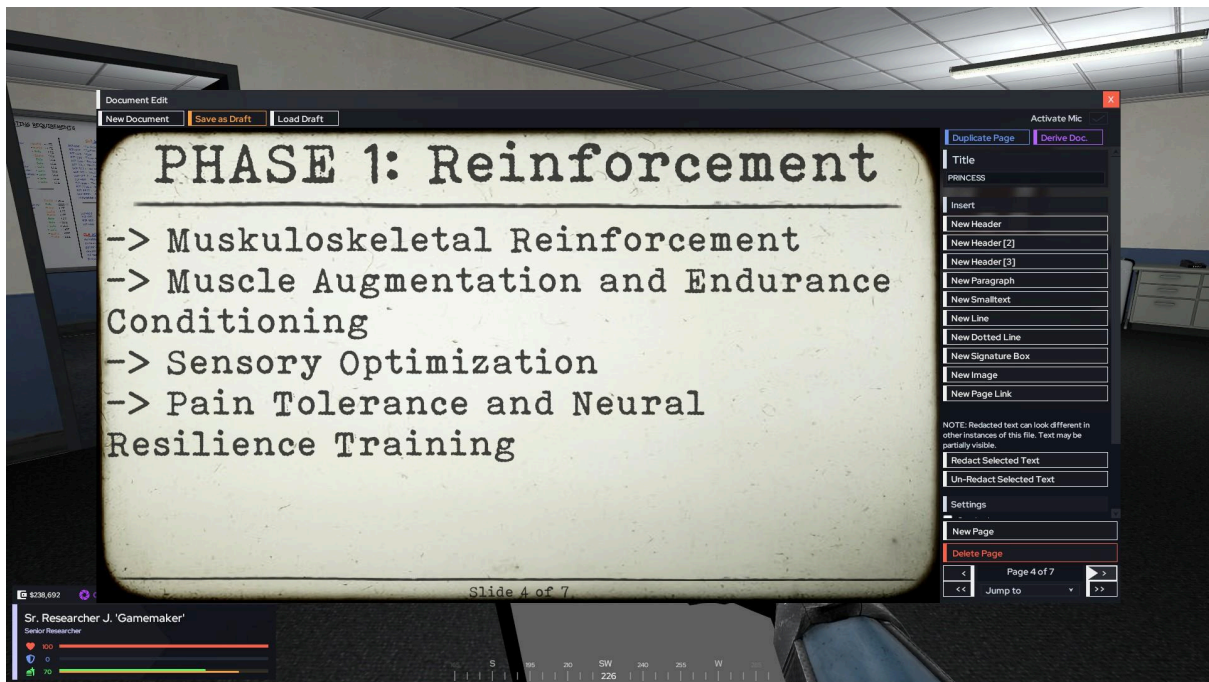 Document Edit
X
New Document
Save as Draft
Load Draft
Activate Mic
PHASE 1: Reinforcement
-> Muskuloskeletal Reinforcement
-> Muscle Augmentation and Endurance
Conditioning
-> Sensory Optimization
-> Pain Tolerance and Neural
Resilience Training
Slide 4 of 7
Duplicate Page
Derive Doc.
Title
PRINCESS
Insert
New Header
New Header [2]
New Header [3]
New Paragraph
New Smalltext
New Line
New Dotted Line
New Signature Box
New Image
New Page Link
NOTE: Redacted text can look different in
other instances of this file. Text may be
partially visible.
Redact Selected Text
Un-Redact Selected Text
Settings
New Page
Delete Page
< Page 4 of 7 >
<< Jump to >>
$238,692
Sr. Researcher J. 'Gamemaker'
Senior Researcher
100
0
70
S 195 210 SW 240 255 W
226